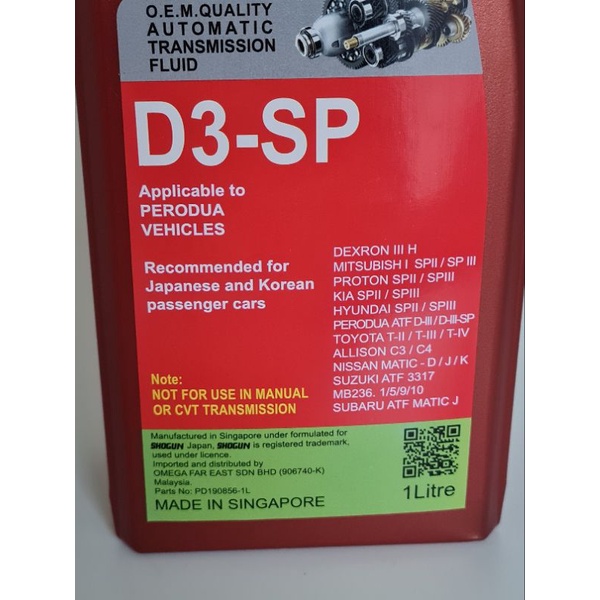 O.E.M.QUALITY
AUTOMATIC
TRANSMISSION
FLUID
D3-SP
Applicable to
PERODUA
VEHICLES
Recommended for
Japanese and Korean
passenger cars
DEXRON III H
MITSUBISH I SPII / SP III
PROTON SPII / SPIII
KIA SPII / SPIII
HYUNDAI SPII / SPIII
PERODUA ATF D-III / D-III-SP
TOYOTA T-II / T-III / T-IV
ALLISON C3 / C4
NISSAN MATIC - D / J / K
SUZUKI ATF 3317
MB236. 1/5/9/10
SUBARU ATF MATIC J
Note:
NOT FOR USE IN MANUAL
OR CVT TRANSMISSION
Manufactured in Singapore under formulated for
SHOGUN Japan, SHOGUN is registered trademark,
used under licence.
Imported and distributed by
OMEGA FAR EAST SDN BHD (906740-K)
Malaysia.
Parts No: PD190856-1L
MADE IN SINGAPORE
1Litre